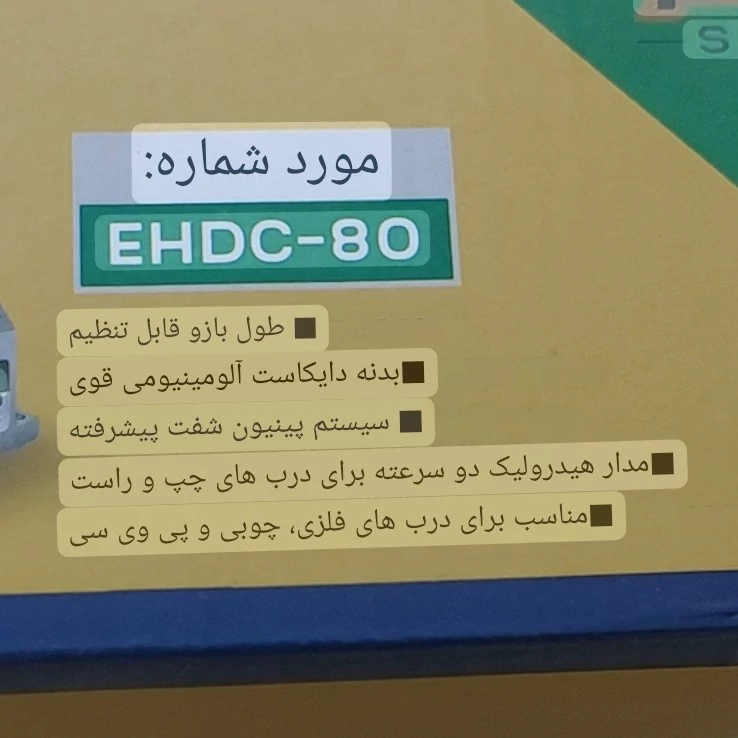 S
مورد شماره:
EHDC-80
■ طول بازو قابل تنظیم
■بدنه دایکاست آلومینیومی قوی
■ سیستم پینیون شفت پیشرفته
■مدار هیدرولیک دو سرعته برای درب های چپ و راست
■مناسب برای درب های فلزی، چوبی و پی وی سی